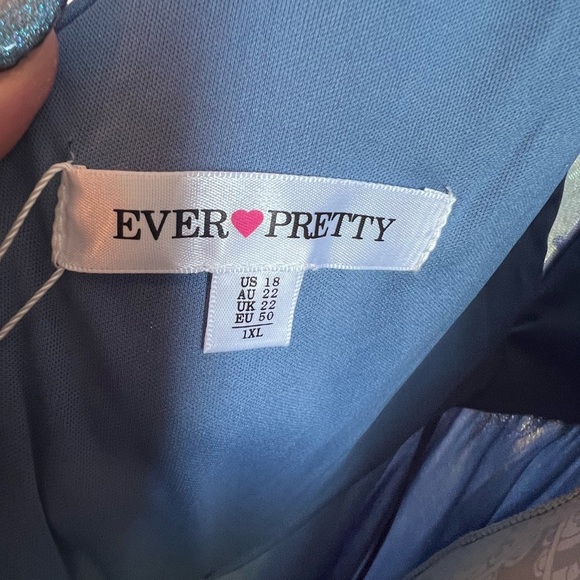 EVER PRETTY
US 18
AU 22
UK 22
EU 50
1XL